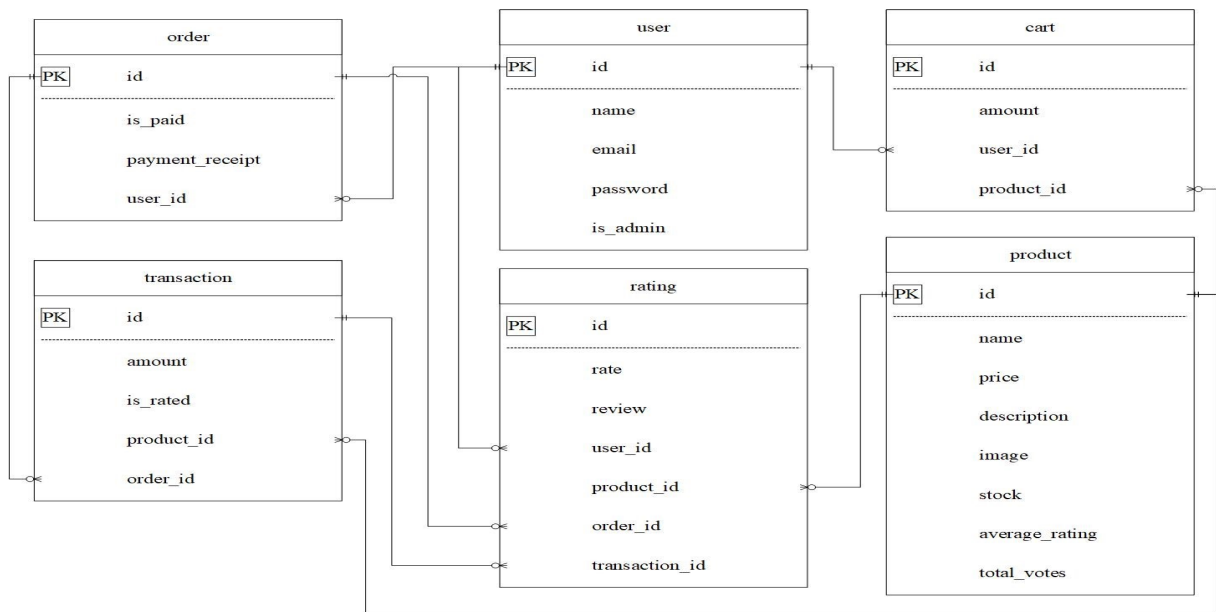 order
PK id
is_paid
payment_receipt
user_id
user
PK id
name
email
password
is_admin
cart
PK id
amount
user_id
product_id
transaction
PK id
amount
is_rated
product_id
order_id
rating
PK id
rate
review
user_id
product_id
order_id
transaction_id
product
PK id
name
price
description
image
stock
average_rating
total_votes